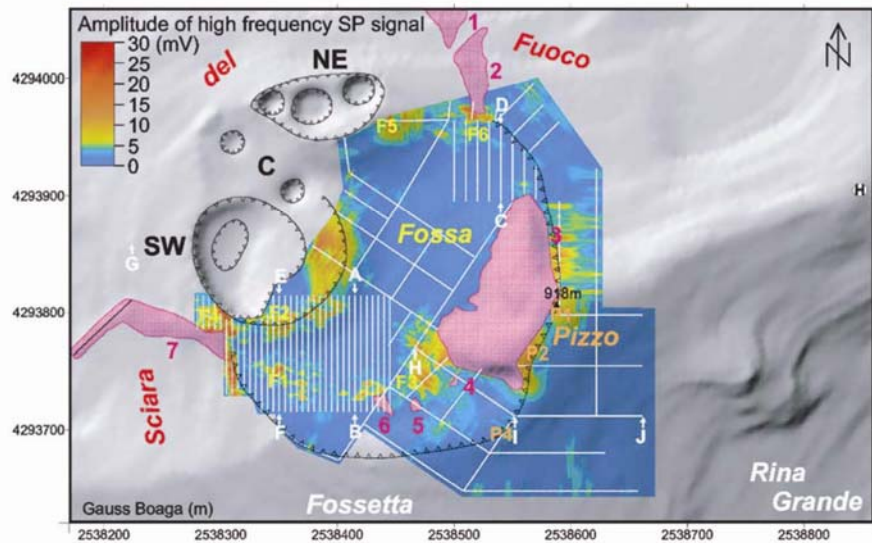 Amplitude of high frequency SP signal
30 (mV)
25
20
15
10
5
0
1
Fuoco
2
del
NE
4294000
F5
F6
D
C
4293900
H
SW
Fossa
C
3
G
E
A
918m
4293800
F2
P1
Pizzo
7
H
P2
F1
F3
4
Sciara
6
5
4293700
F
B
P4
I
J
Rina
Grande
Gauss Boaga (m)
Fossetta
2538200
2538300
2538400
2538500
2538600
2538700
2538800